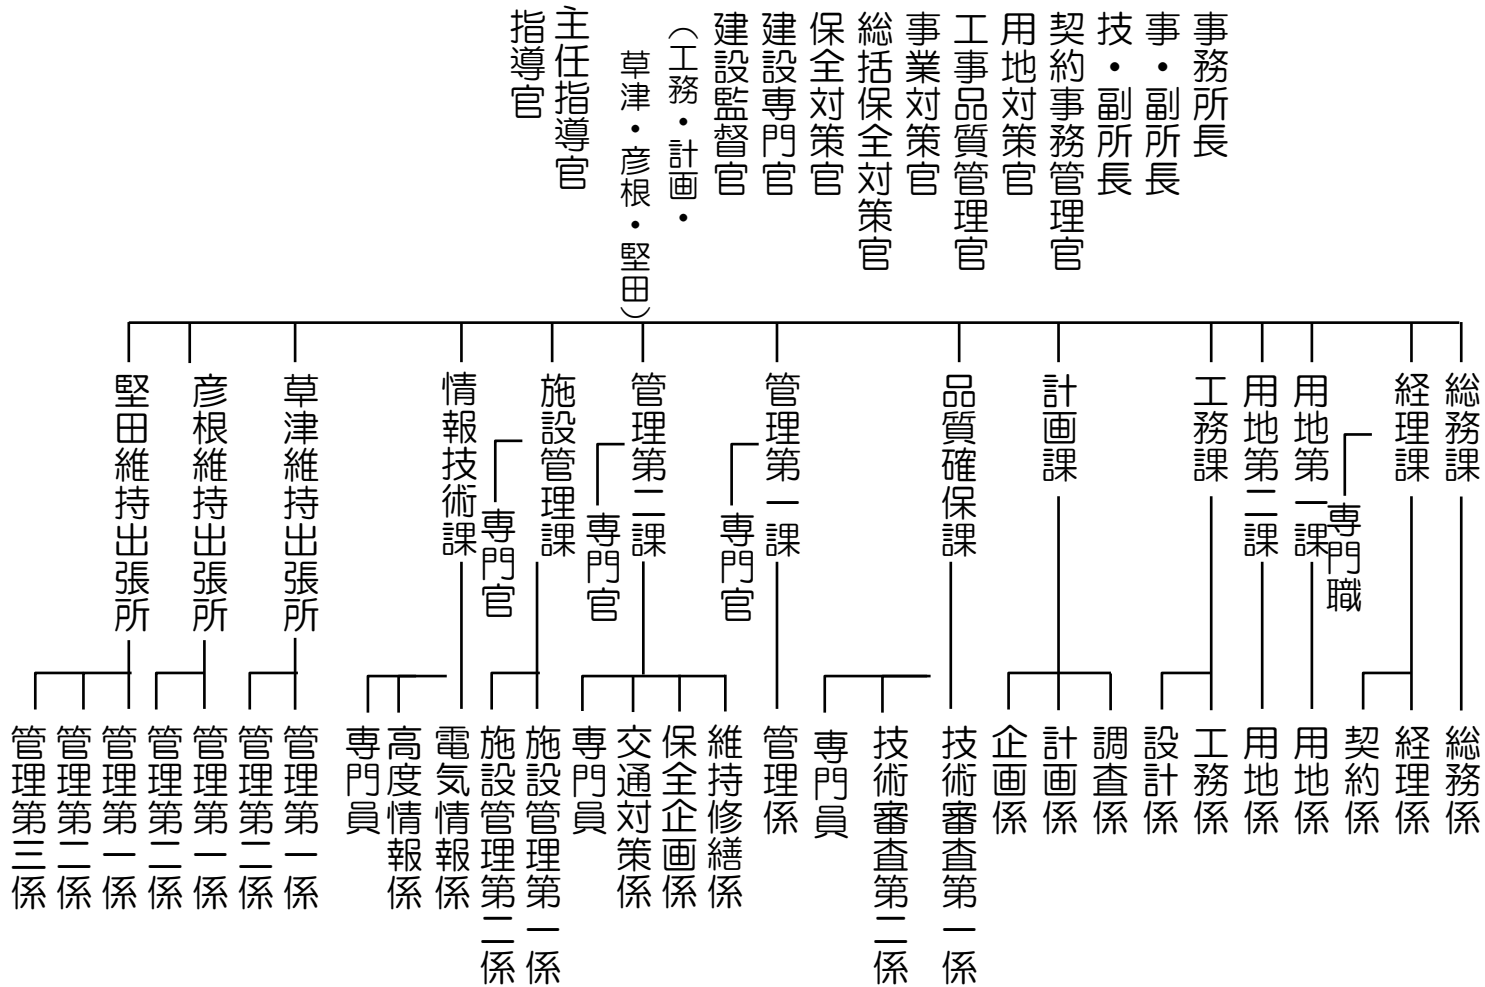 事務所長
事・副所長
技・副所長
契約事務管理官
用地対策官
工事品質管理官
事業対策官
総括保全対策官
保全対策官
建設専門官
建設監督官
（工務・計画・
草津・彦根・堅田）
主任指導官
指導官
総務課
経理課
専門職
用地第一課
用地第二課
工務課
計画課
品質確保課
管理第一課
専門官
管理第二課
専門官
施設管理課
専門官
情報技術課
草津維持出張所
彦根維持出張所
堅田維持出張所
総務係
経理係
契約係
用地係
用地係
工務係
設計係
調査係
計画係
企画係
技術審査第一係
技術審査第二係
専門員
管理係
維持修繕係
保全企画係
交通対策係
専門員
施設管理第一係
施設管理第二係
電気情報係
高度情報係
専門員
管理第一係
管理第二係
管理第一係
管理第二係
管理第一係
管理第二係
管理第三係